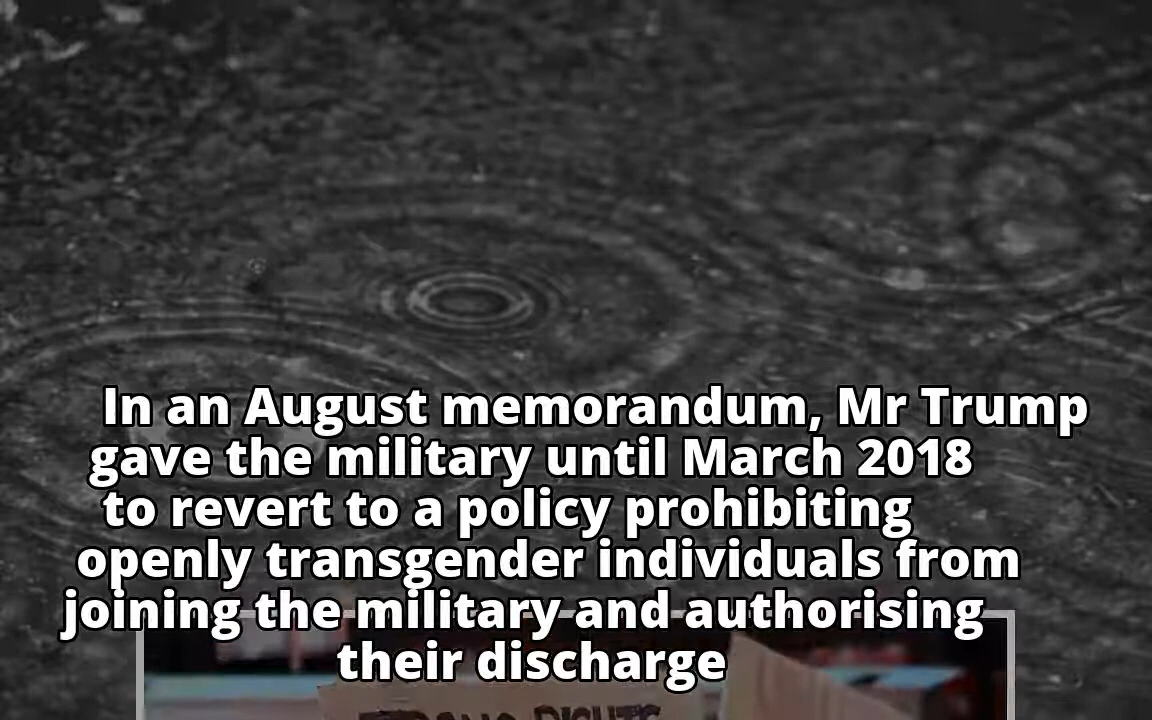 In an August memorandum, Mr Trump
gave the military until March 2018
to revert to a policy prohibiting
openly transgender individuals from
joining the military and authorising
their discharge
RIGHTS